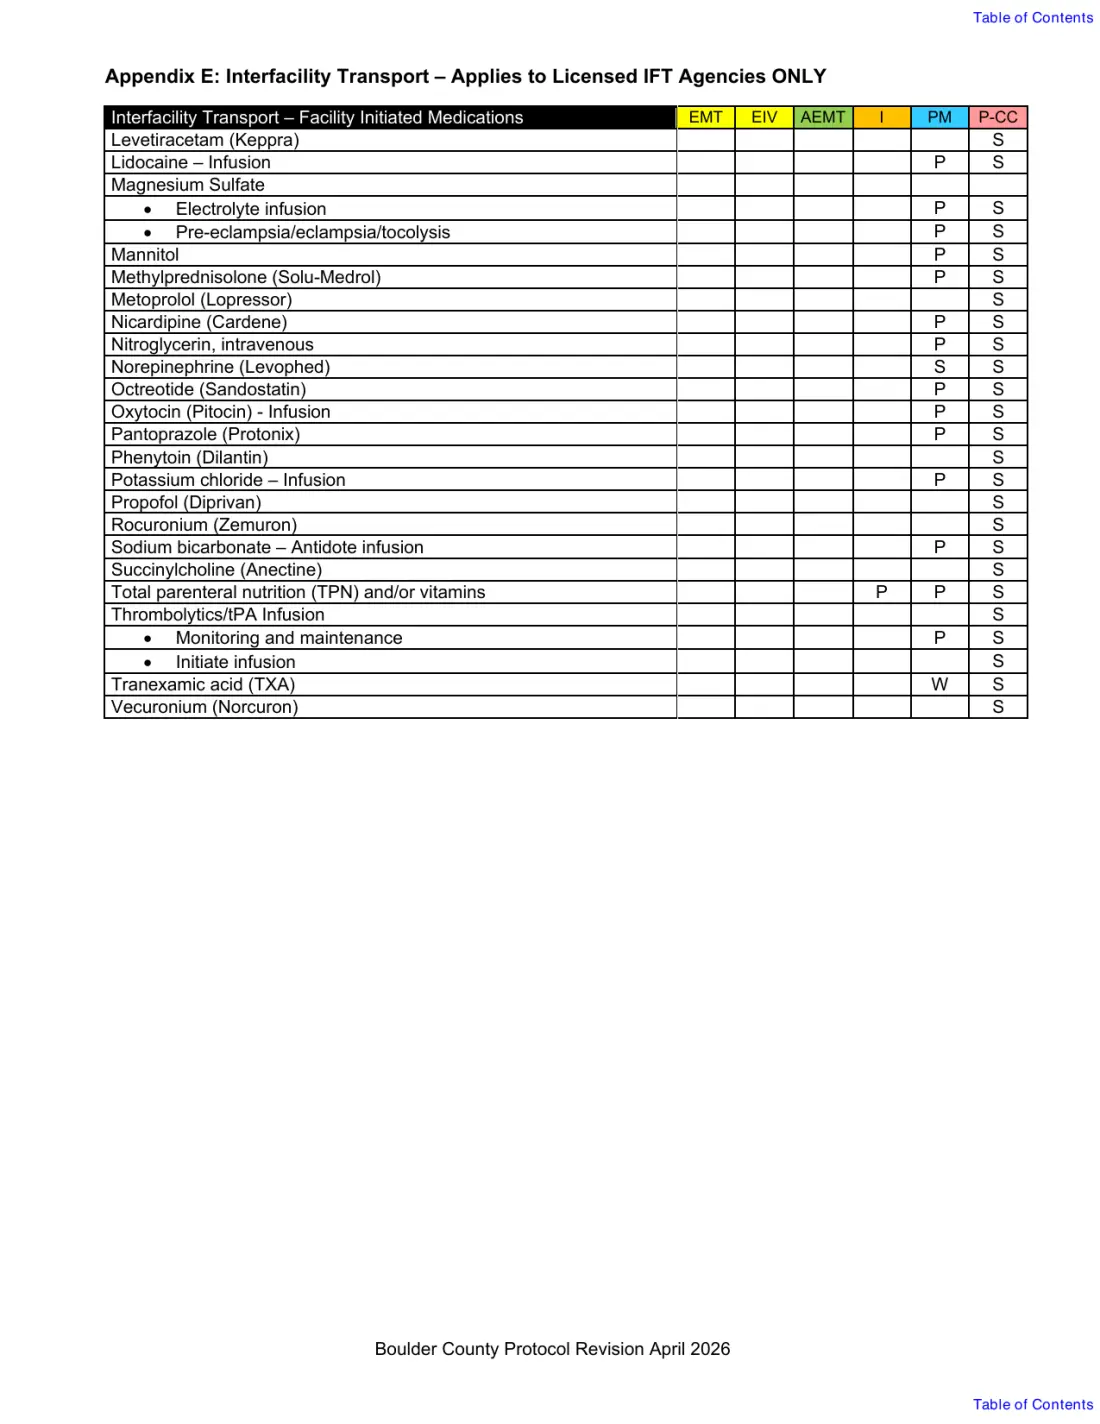 Table of Contents
Appendix E: Interfacility Transport – Applies to Licensed IFT Agencies ONLY
Interfacility Transport – Facility Initiated Medications EMT EIV AEMT I PM P-CC
Levetiracetam (Keppra) S
Lidocaine – Infusion P S
Magnesium Sulfate
• Electrolyte infusion P S
• Pre-eclampsia/eclampsia/tocolysis P S
Mannitol P S
Methylprednisolone (Solu-Medrol) P S
Metoprolol (Lopressor) S
Nicardipine (Cardene) P S
Nitroglycerin, intravenous P S
Norepinephrine (Levophed) S S
Octreotide (Sandostatin) P S
Oxytocin (Pitocin) - Infusion P S
Pantoprazole (Protonix) P S
Phenytoin (Dilantin) S
Potassium chloride – Infusion P S
Propofol (Diprivan) S
Rocuronium (Zemuron) S
Sodium bicarbonate – Antidote infusion P S
Succinylcholine (Anectine) S
Total parenteral nutrition (TPN) and/or vitamins P P S
Thrombolytics/tPA Infusion S
• Monitoring and maintenance P S
• Initiate infusion S
Tranexamic acid (TXA) W S
Vecuronium (Norcuron) S
Boulder County Protocol Revision April 2026
Table of Contents